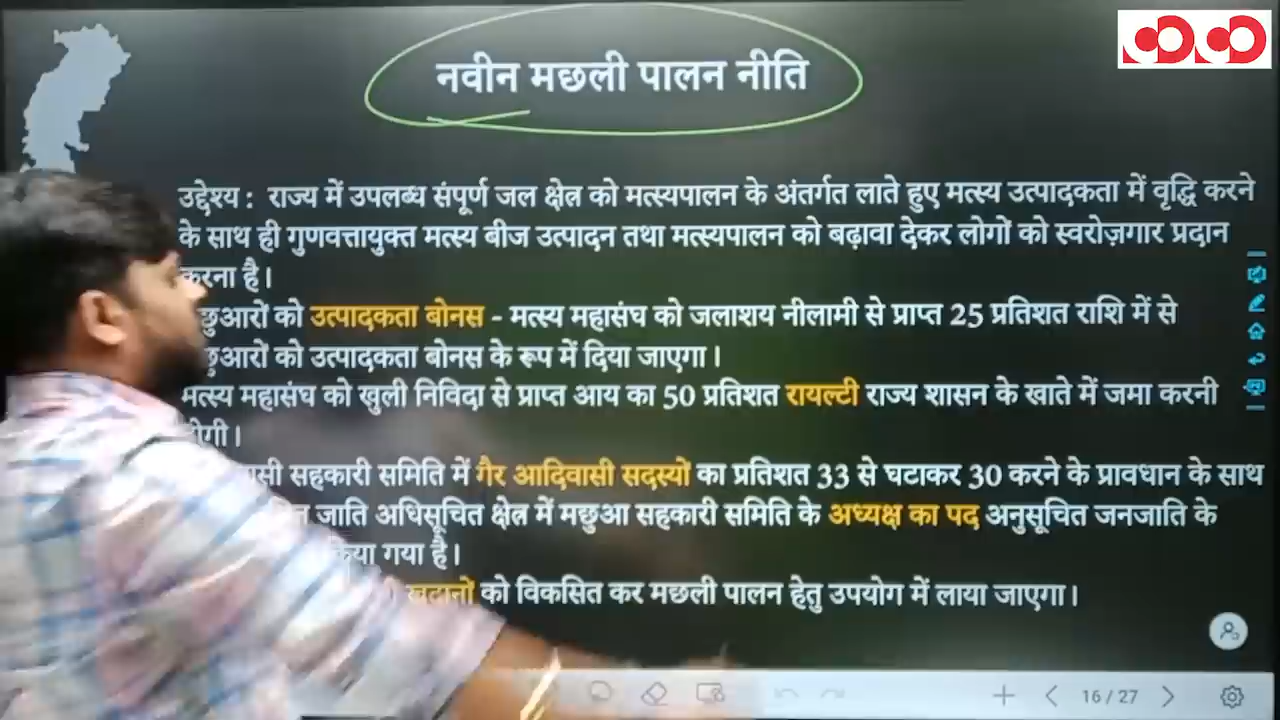 नवीन मछली पालन नीति
उद्देश्य : राज्य में उपलब्ध संपूर्ण जल क्षेत्र को मत्स्यपालन के अंतर्गत लाते हुए मत्स्य उत्पादकता में वृद्धि करने
के साथ ही गुणवत्तायुक्त मत्स्य बीज उत्पादन तथा मत्स्यपालन को बढ़ावा देकर लोगों को स्वरोज़गार प्रदान
करना है।
छुआरों को उत्पादकता बोनस - मत्स्य महासंघ को जलाशय नीलामी से प्राप्त 25 प्रतिशत राशि में से
छुआरों को उत्पादकता बोनस के रूप में दिया जाएगा।
मत्स्य महासंघ को खुली निविदा से प्राप्त आय का 50 प्रतिशत रायल्टी राज्य शासन के खाते में जमा करनी
होगी।
सहकारी समिति में गैर आदिवासी सदस्यों का प्रतिशत 33 से घटाकर 30 करने के प्रावधान के साथ
जाति अधिसूचित क्षेत्र में मछुआ सहकारी समिति के अध्यक्ष का पद अनुसूचित जनजाति के
किया गया है।
खदानों को विकसित कर मछली पालन हेतु उपयोग में लाया जाएगा।
16 / 27